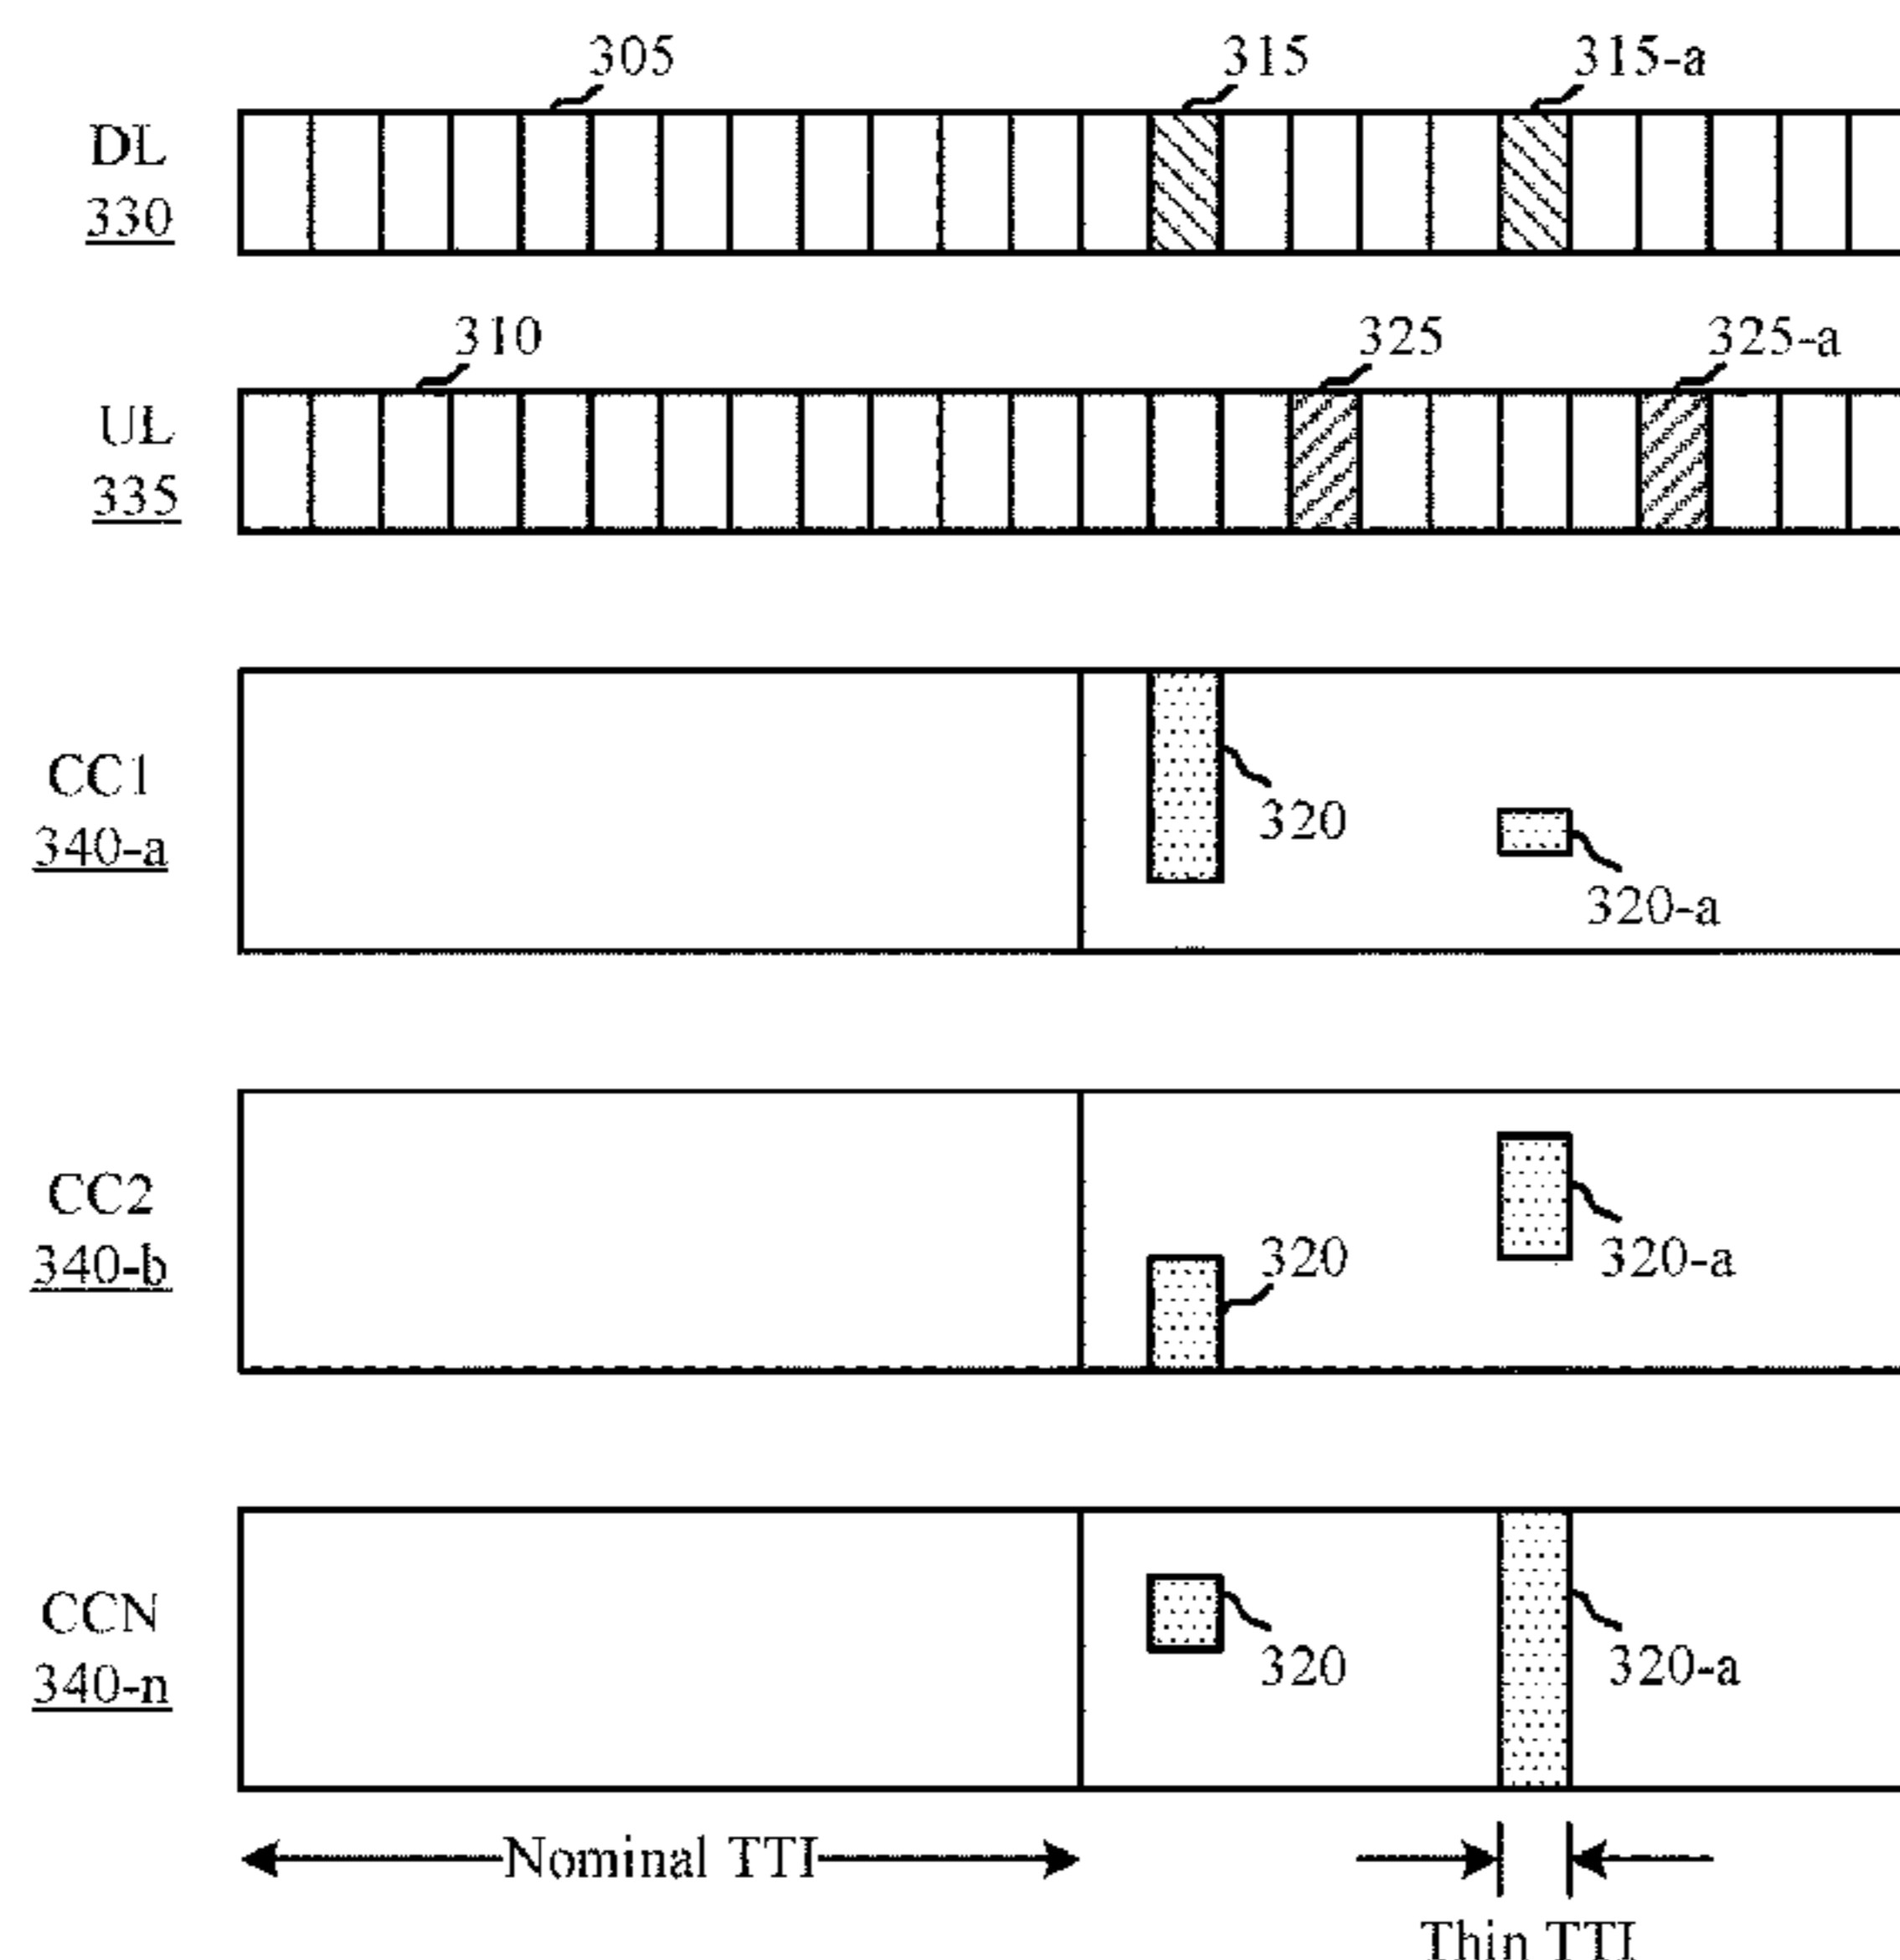 305 315 315-a
DL
330
310 325 325-a
UL
335
CC1
340-a
320
320-a
CC2
340-b
320
320-a
CCN
340-n
320
320-a
Nominal TTI
Thin TTI